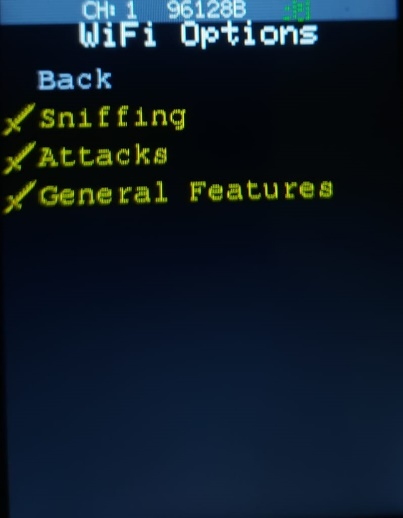 CH: 1 96128B
WiFi Options
Back
Sniffing
Attacks
General Features